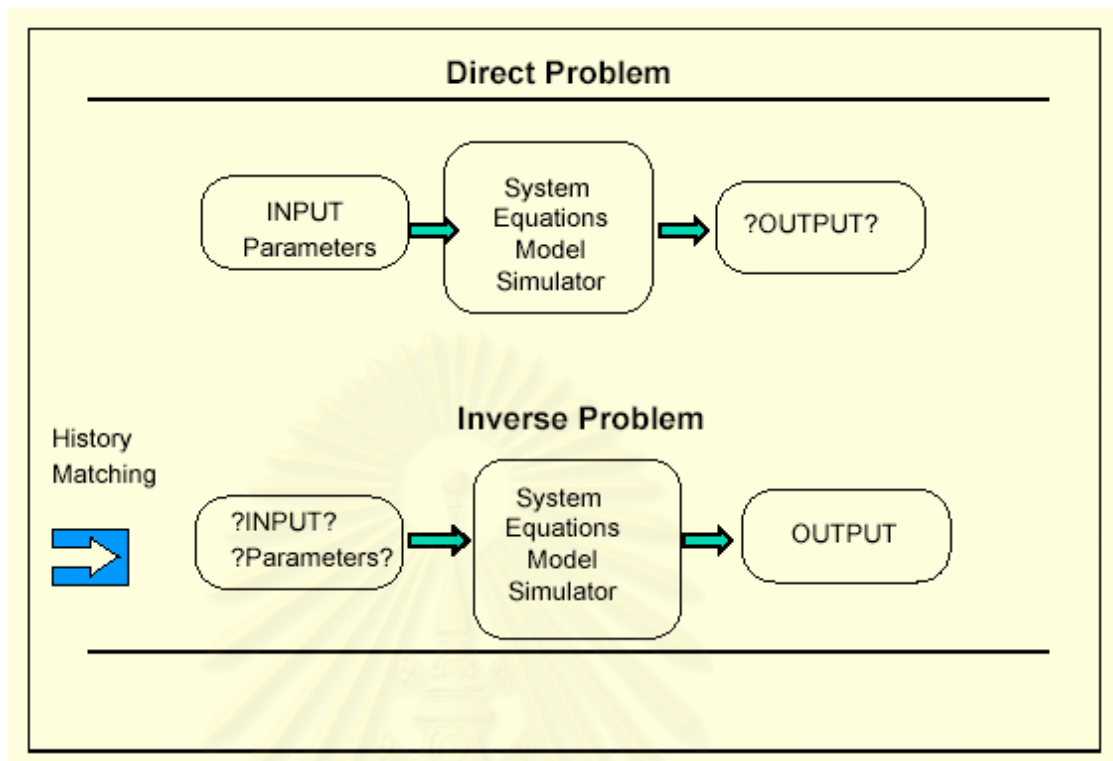 Direct Problem
INPUT
Parameters
System
Equations
Model
Simulator
?OUTPUT?
Inverse Problem
History
Matching
?INPUT?
?Parameters?
System
Equations
Model
Simulator
OUTPUT